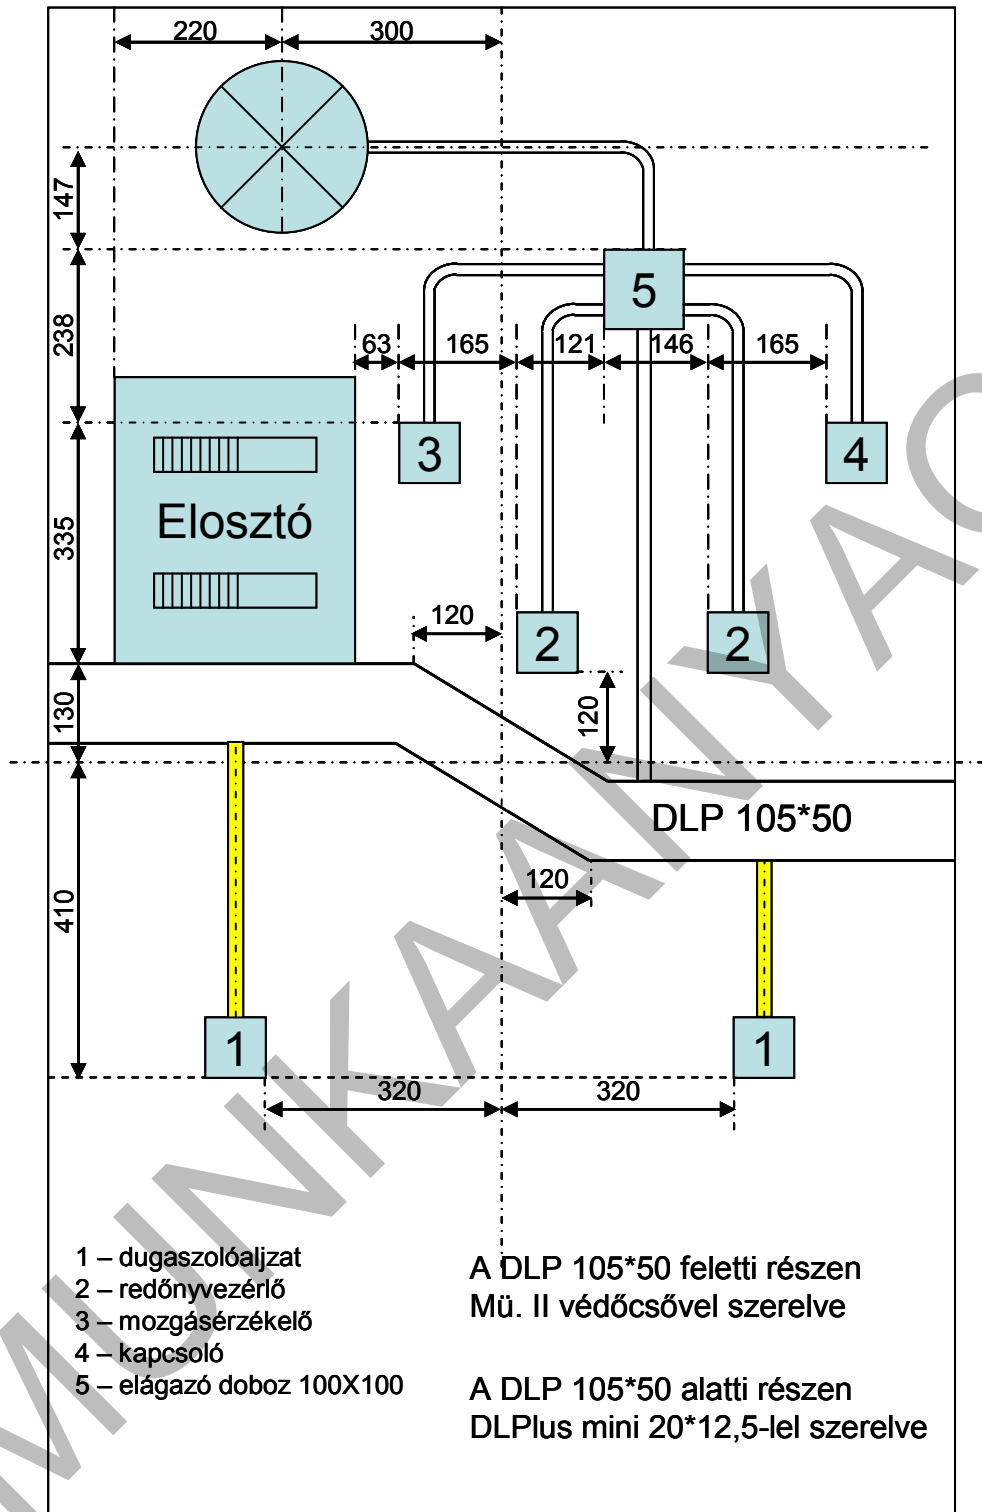 220
300
147
5
238
63
165
121
146
165
3
4
Elosztó
335
120
2
2
130
120
DLP 105*50
120
410
1
1
320
320
1 – dugaszolóaljzat
2 – redőnyvezérlő
3 – mozgásérzékelő
4 – kapcsoló
5 – elágazó doboz 100X100
A DLP 105*50 feletti részen
Mü. II védőcsővel szerelve
A DLP 105*50 alatti részen
DLPlus mini 20*12,5-lel szerelve
MUNKAANYAG